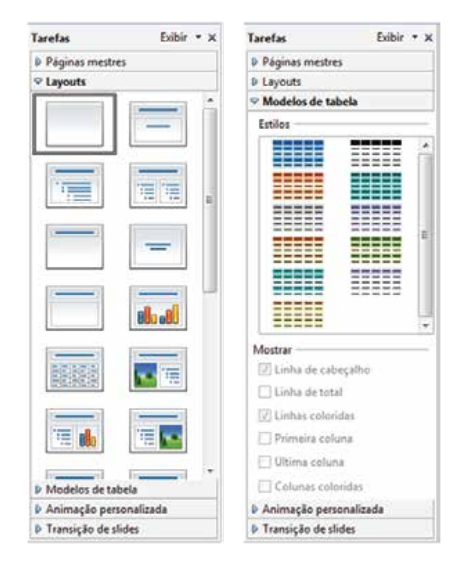 Tarefas Exibir
Páginas mestres
Layouts
Modelos de tabela
Animação personalizada
Transição de slides
Tarefas Exibir
Páginas mestres
Layouts
Modelos de tabela
Estilos
Mostrar
Linha de cabeçalho
Linha de total
Linhas coloridas
Primeira coluna
Última coluna
Colunas coloridas
Animação personalizada
Transição de slides